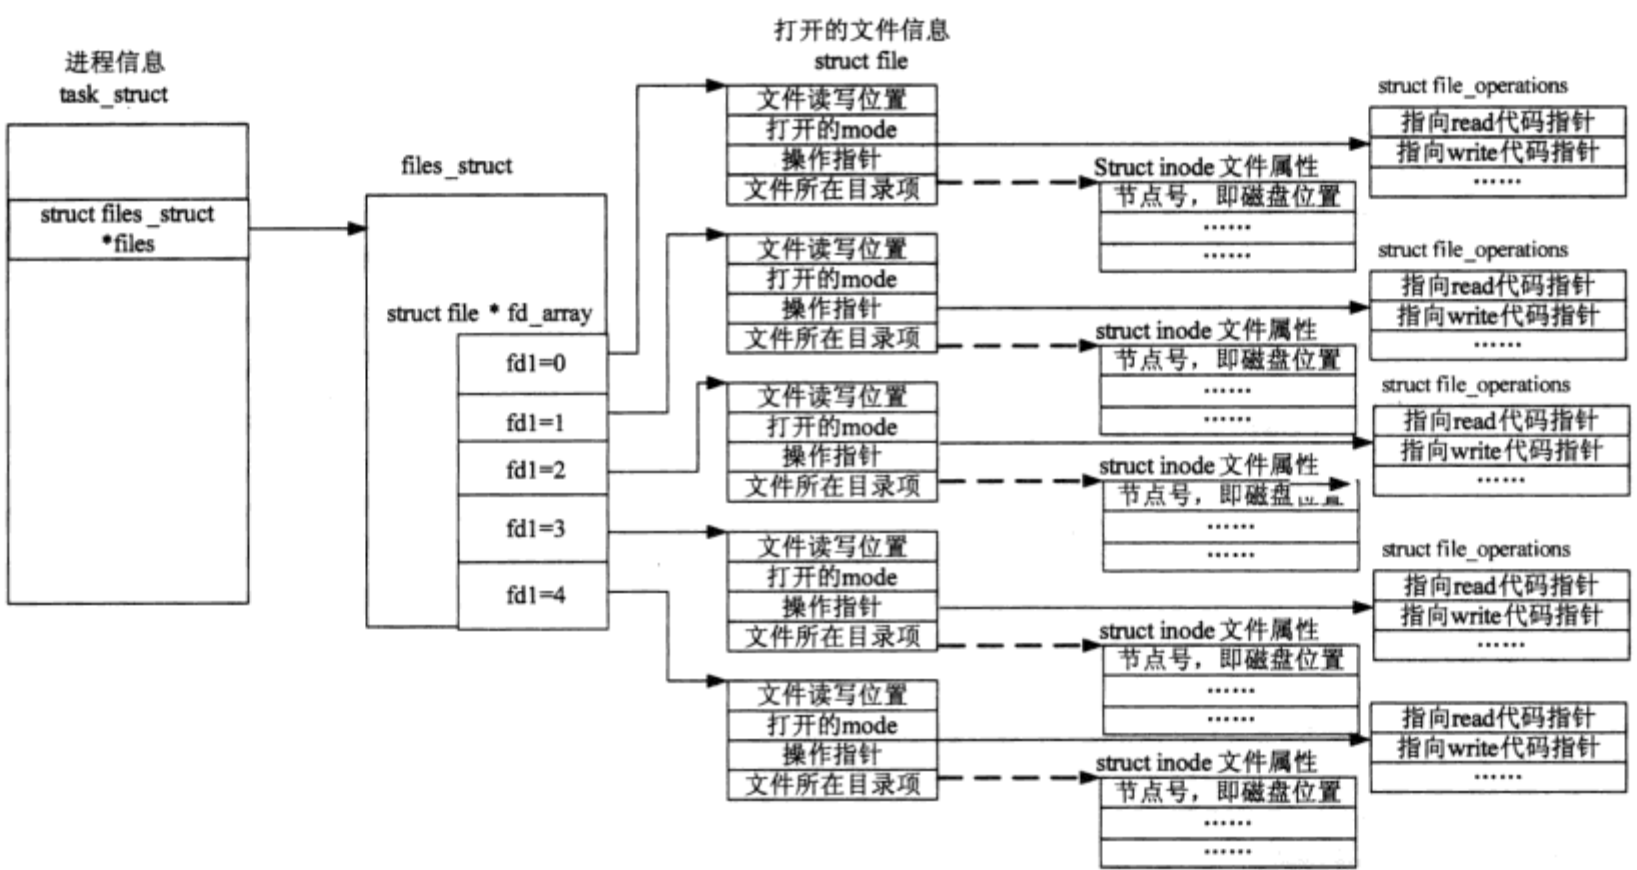 进程信息
task_struct
struct files _struct
*files
files_struct
struct file * fd_array
fd1=0
fd1=1
fd1=2
fd1=3
fd1=4
打开的文件信息
struct file
文件读写位置
打开的mode
操作指针
文件所在目录项
文件读写位置
打开的mode
操作指针
文件所在目录项
文件读写位置
打开的mode
操作指针
文件所在目录项
文件读写位置
打开的mode
操作指针
文件所在目录项
文件读写位置
打开的mode
操作指针
文件所在目录项
Struct inode 文件属性
节点号，即磁盘位置
……
……
struct inode 文件属性
节点号，即磁盘位置
……
……
struct inode 文件属性
节点号，即磁盘位置
……
……
struct inode 文件属性
节点号，即磁盘位置
……
……
struct inode 文件属性
节点号，即磁盘位置
……
……
struct file_operations
指向read代码指针
指向write代码指针
……
struct file_operations
指向read代码指针
指向write代码指针
……
struct file_operations
指向read代码指针
指向write代码指针
……
struct file_operations
指向read代码指针
指向write代码指针
……
指向read代码指针
指向write代码指针
……